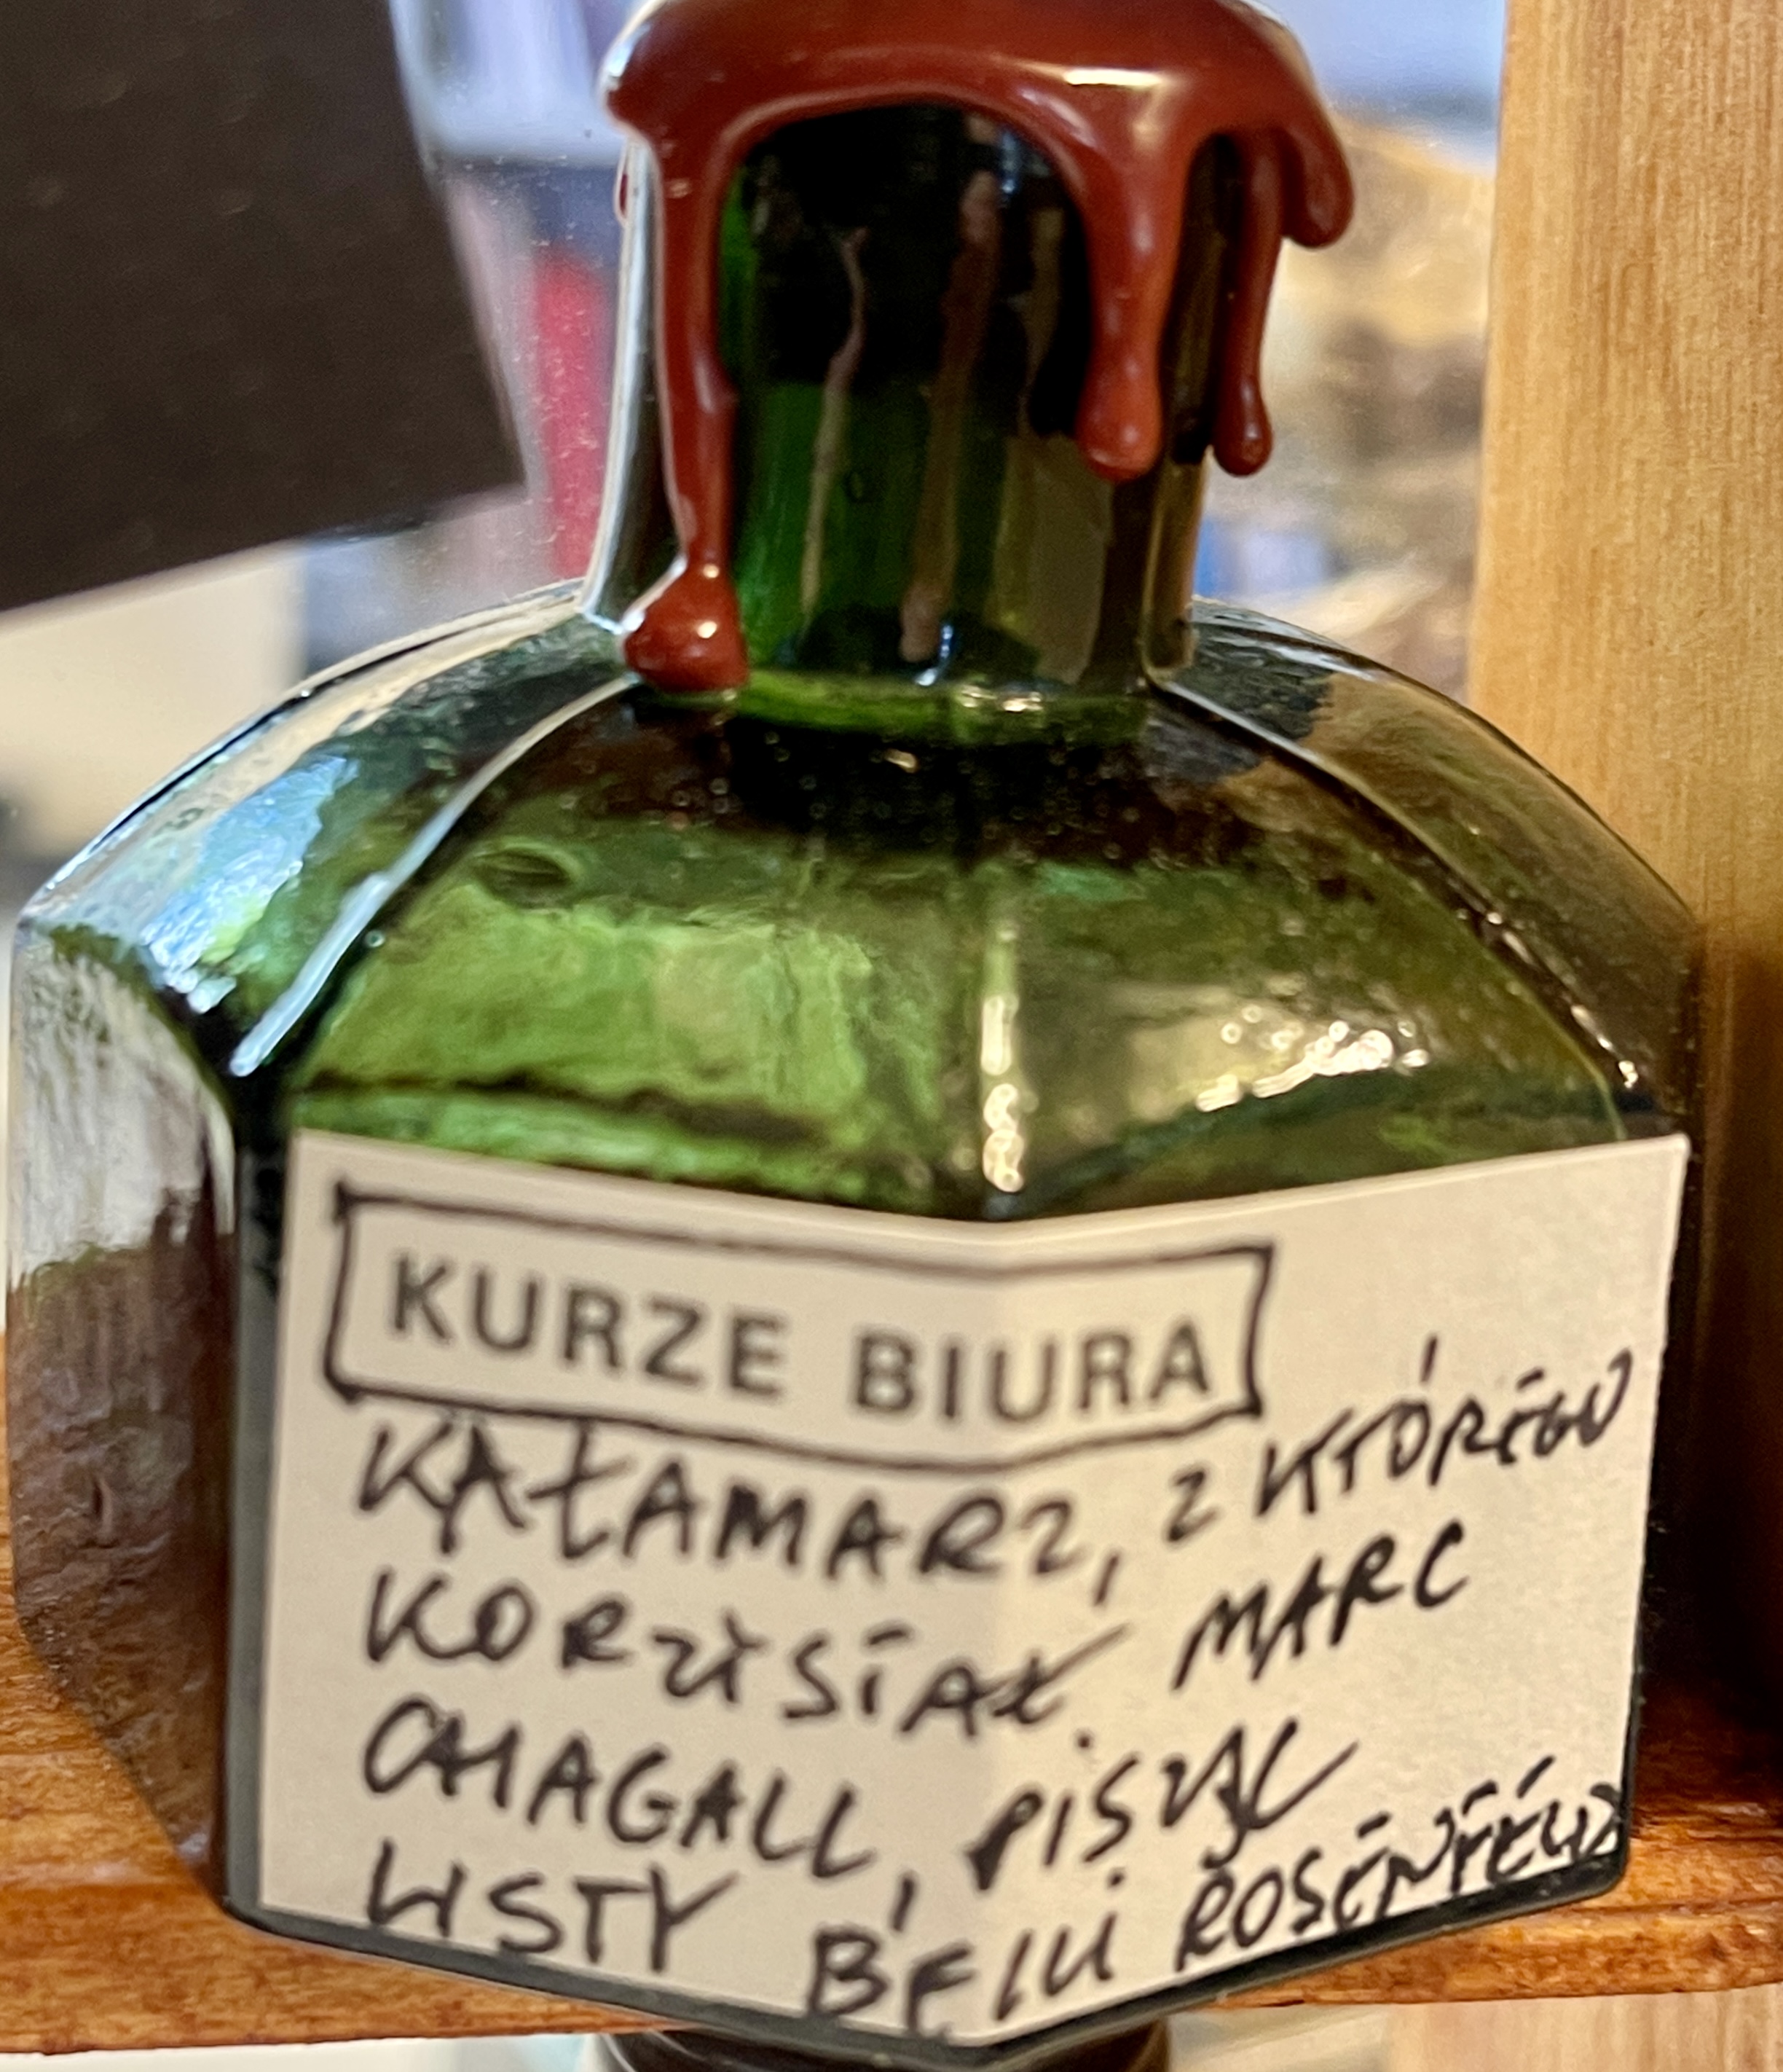 KURZE BIURA
KAŁAMARZ, Z KTÓREGO
KORZYSTAŁ MARC
CHAGALL, PISZĄC
LISTY BELLI ROSENFELD